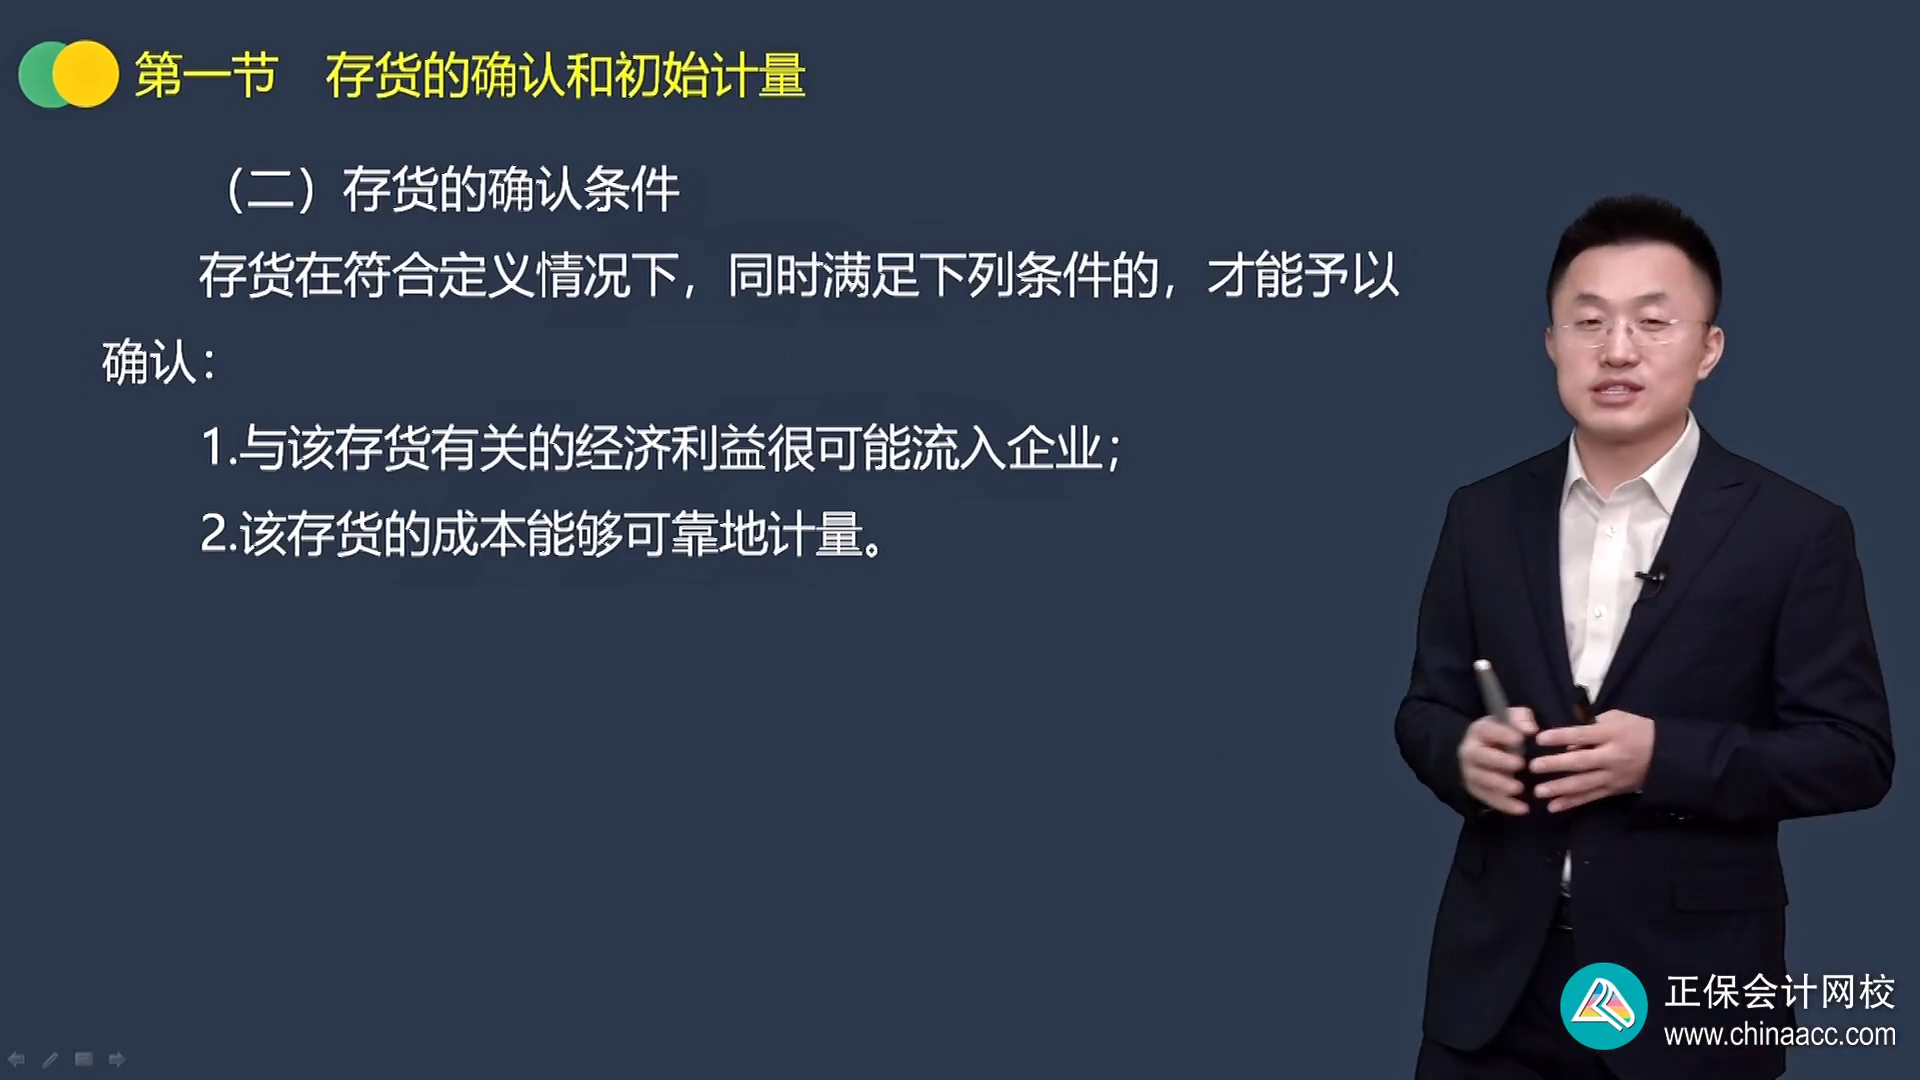 第一节　存货的确认和初始计量
（二）存货的确认条件
存货在符合定义情况下，同时满足下列条件的，才能予以
确认：
1.与该存货有关的经济利益很可能流入企业；
2.该存货的成本能够可靠地计量。
正保会计网校
www.chinaacc.com